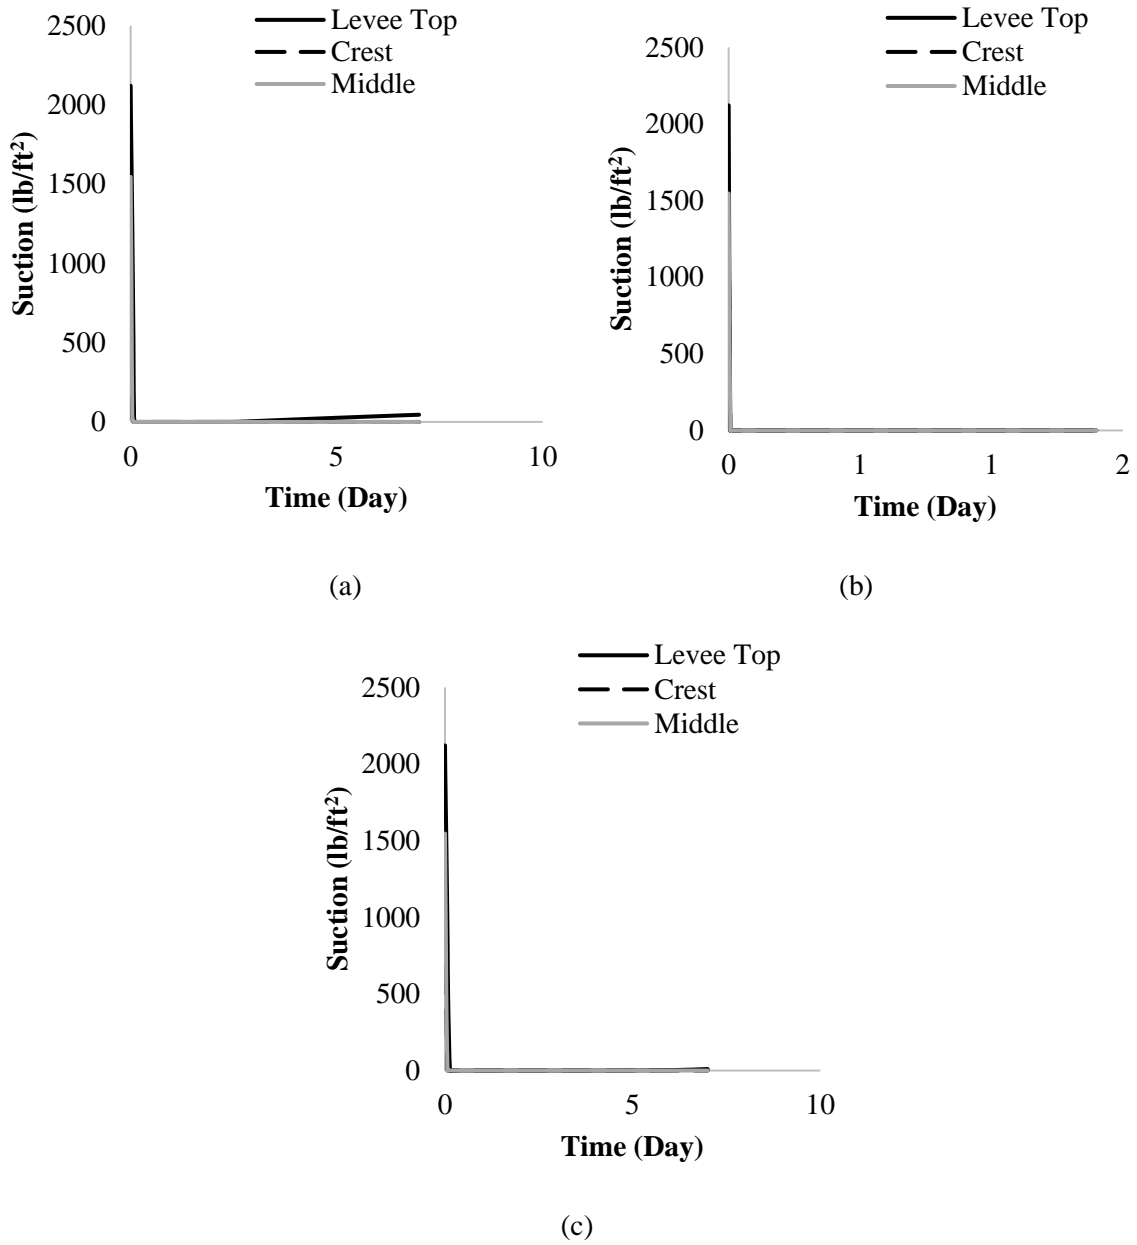 Levee Top
Crest
Middle
2500
2000
1500
1000
500
0
Suction (lb/ft²)
0 5 10
Time (Day)
(a)
Levee Top
Crest
Middle
2500
2000
1500
1000
500
0
Suction (lb/ft²)
0 1 1 2
Time (Day)
(b)
Levee Top
Crest
Middle
2500
2000
1500
1000
500
0
Suction (lb/ft²)
0 5 10
Time (Day)
(c)